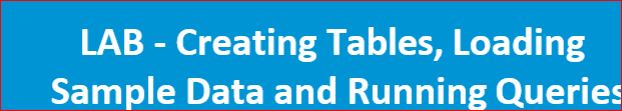 LAB - Creating Tables, Loading
Sample Data and Running Queries